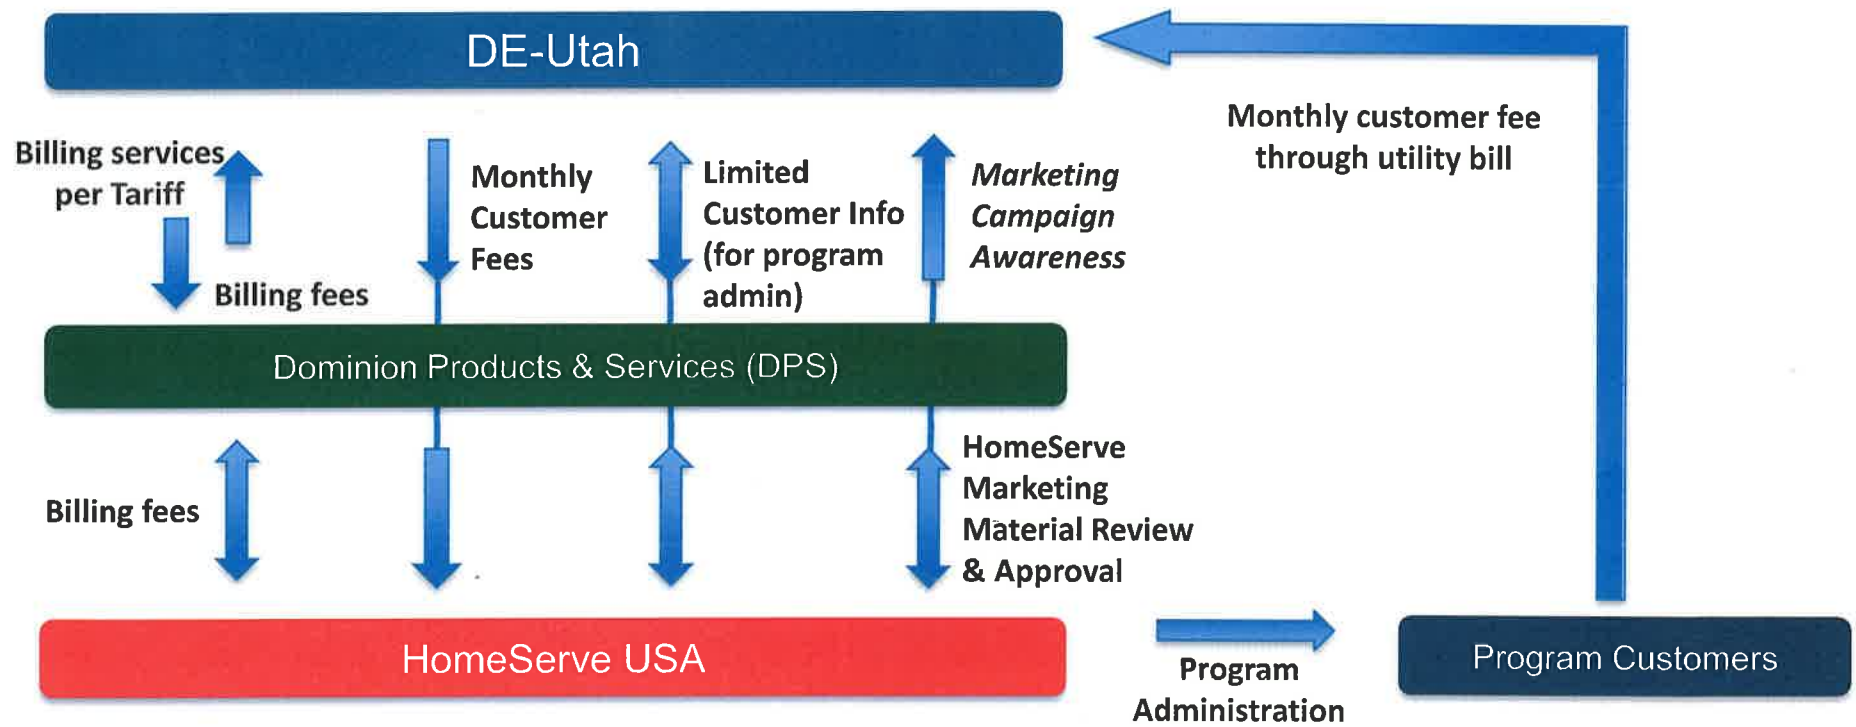 DE-Utah
Monthly customer fee
through utility bill
Billing services
per Tariff
Billing fees
Monthly
Customer
Fees
Limited
Customer Info
(for program
admin)
Marketing
Campaign
Awareness
Dominion Products & Services (DPS)
Billing fees
HomeServe
Marketing
Material Review
& Approval
HomeServe USA
Program
Administration
Program Customers